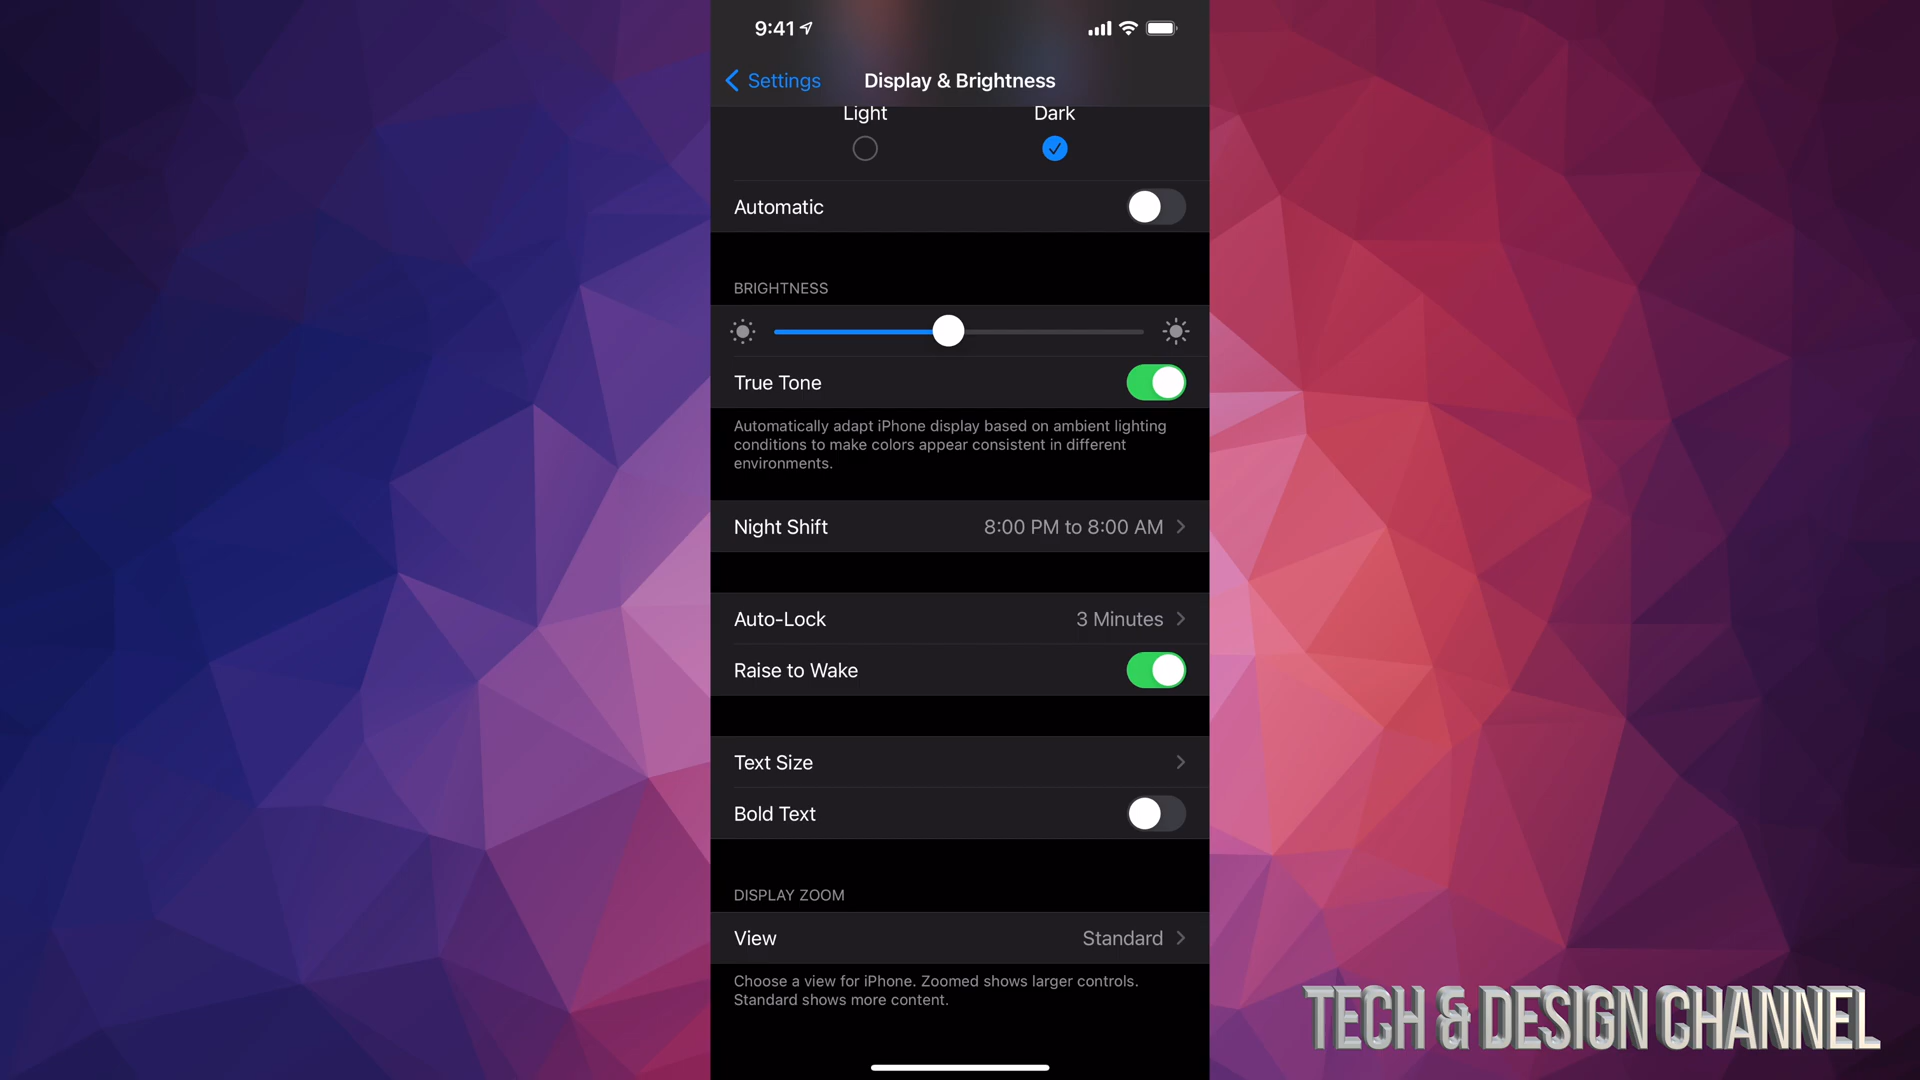 9:41
Settings
Display & Brightness
Light
Dark
Automatic
BRIGHTNESS
True Tone
Automatically adapt iPhone display based on ambient lighting
conditions to make colors appear consistent in different
environments.
Night Shift
8:00 PM to 8:00 AM
Auto-Lock
3 Minutes
Raise to Wake
Text Size
Bold Text
DISPLAY ZOOM
View
Standard
Choose a view for iPhone. Zoomed shows larger controls.
Standard shows more content.
TECH & DESIGN CHANNEL